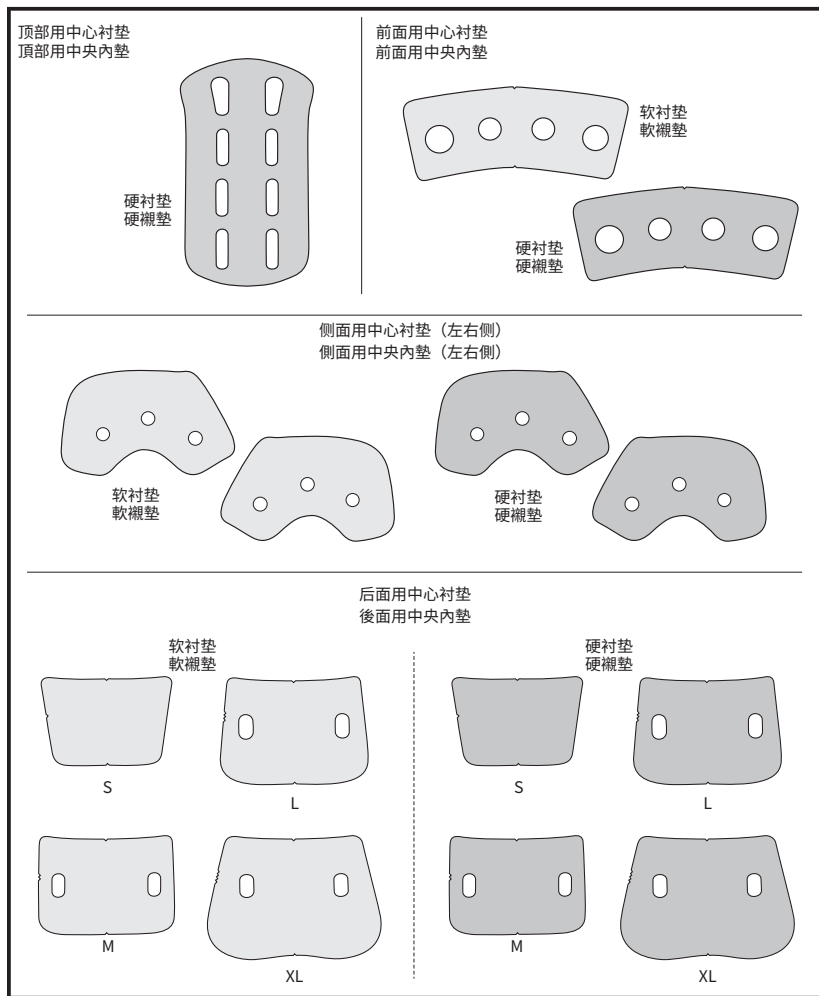 顶部用中心衬垫
頂部用中央內墊
硬衬垫
硬襯墊
前面用中心衬垫
前面用中央內墊
软衬垫
軟襯墊
硬衬垫
硬襯墊
侧面用中心衬垫（左右侧）
側面用中央內墊（左右側）
软衬垫
軟襯墊
硬衬垫
硬襯墊
后面用中心衬垫
後面用中央內墊
软衬垫
軟襯墊
S
L
M
XL
硬衬垫
硬襯墊
S
L
M
XL